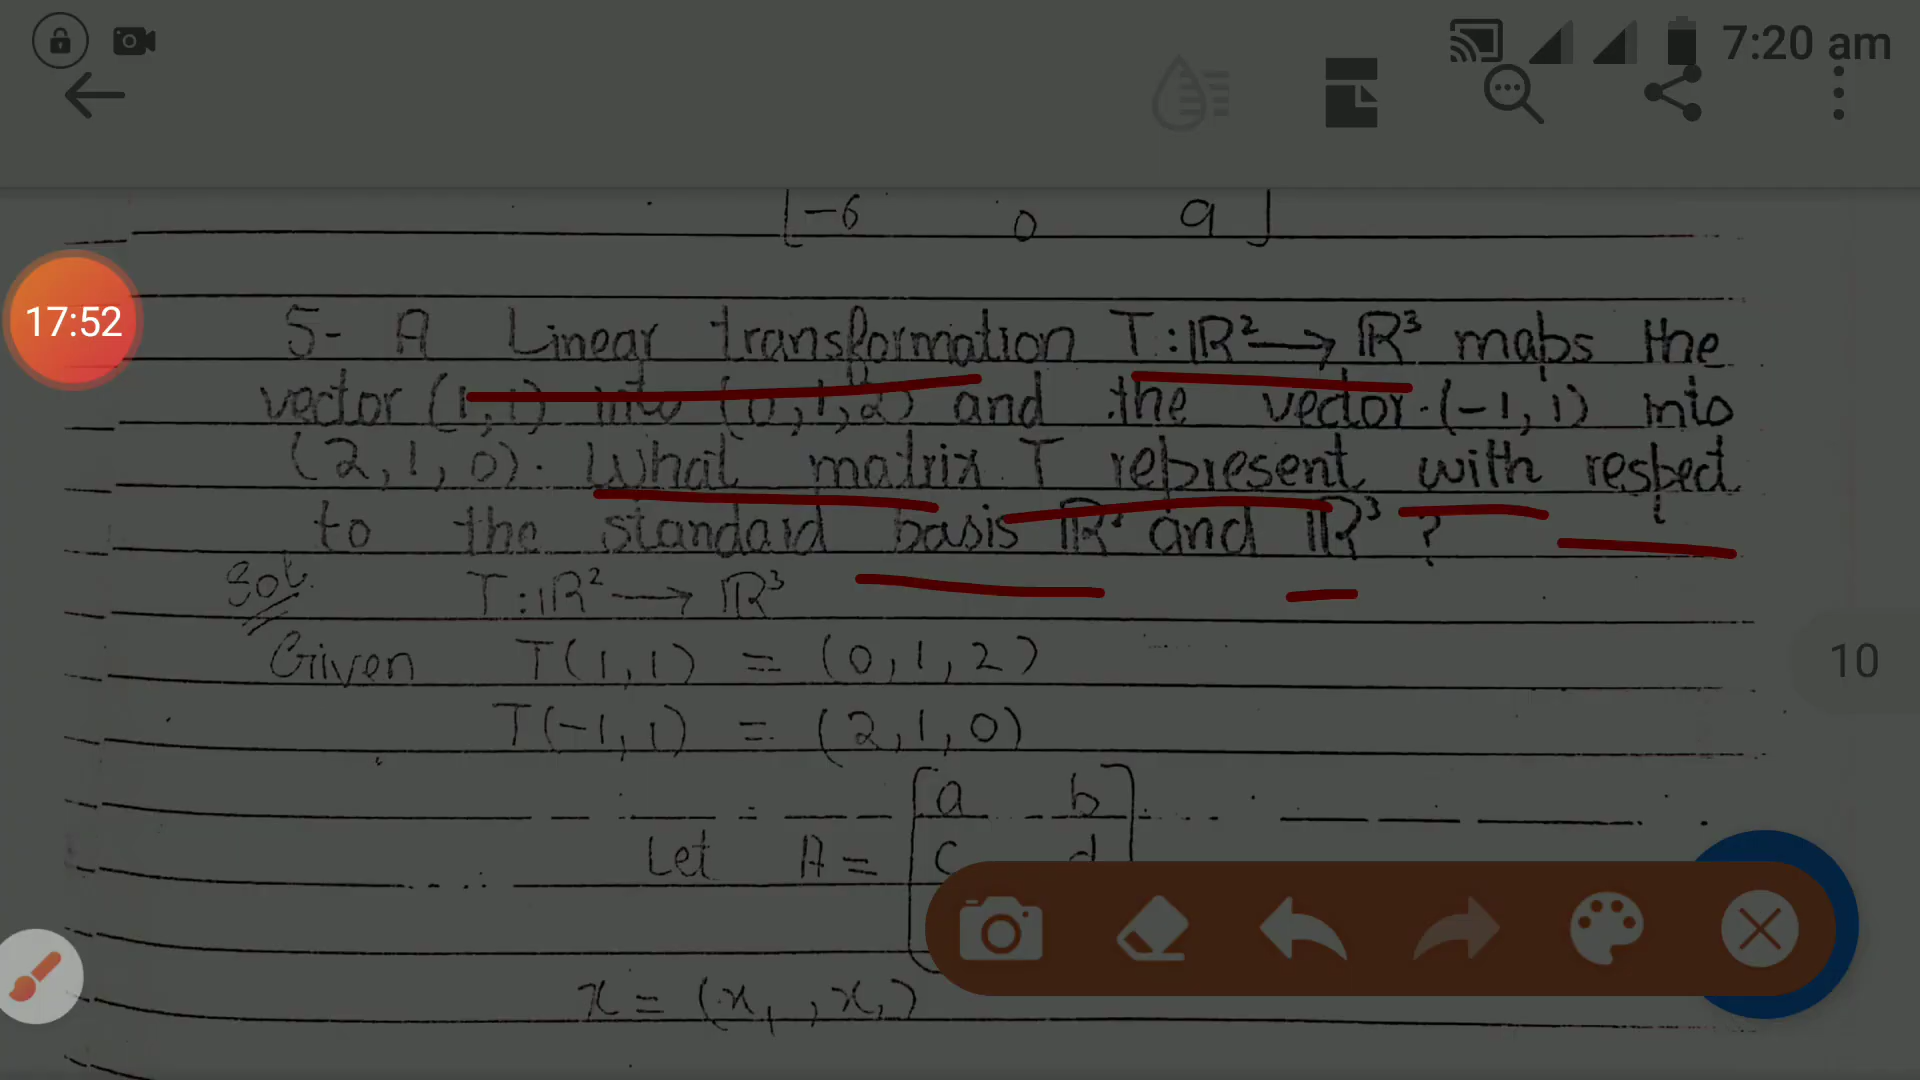 7:20 am
-6 0 9
17:52
5- A Linear transformation T:ℝ²→ℝ³ maps the
vector (1,1) into (0,1,2) and the vector (-1,1) into
(2,1,0). What matrix T represent with respect
to the standard basis ℝ² and ℝ³ ?
Sol. T:ℝ²→ℝ³
Given T(1,1) = (0,1,2)
10
T(-1,1) = (2,1,0)
a b
Let A = c d
x = (x₁, x₂)